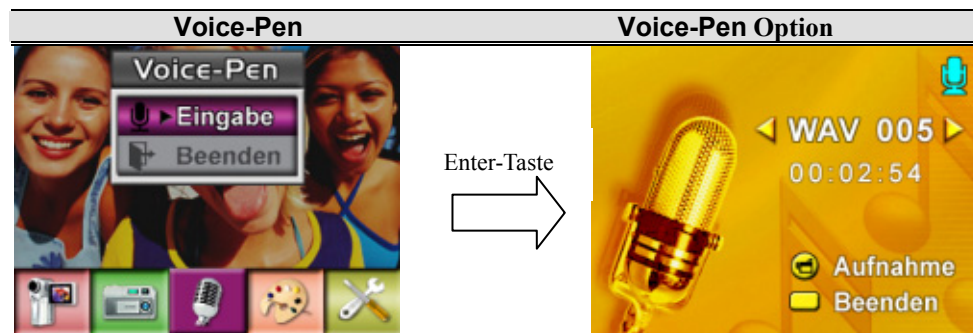 Voice-Pen Voice-Pen Option
Voice-Pen
Eingabe
Beenden
Enter-Taste
WAV 005
00:02:54
Aufnahme
Beenden